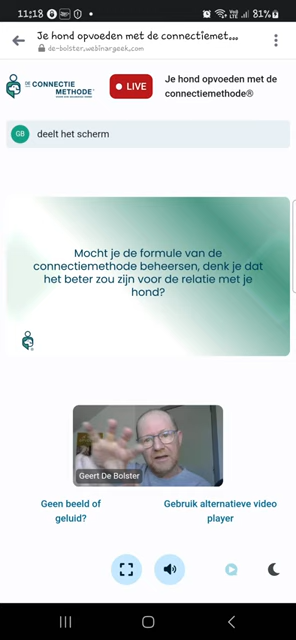 11:18
81%
Je hond opvoeden met de connectiemet...
de-bolster.webinargeek.com
DE CONNECTIE
METHODE
LIVE
Je hond opvoeden met de
connectiemethode®
GB deelt het scherm
Mocht je de formule van de
connectiemethode beheersen, denk je dat
het beter zou zijn voor de relatie met je
hond?
Geert De Bolster
Geen beeld of
geluid?
Gebruik alternatieve video
player